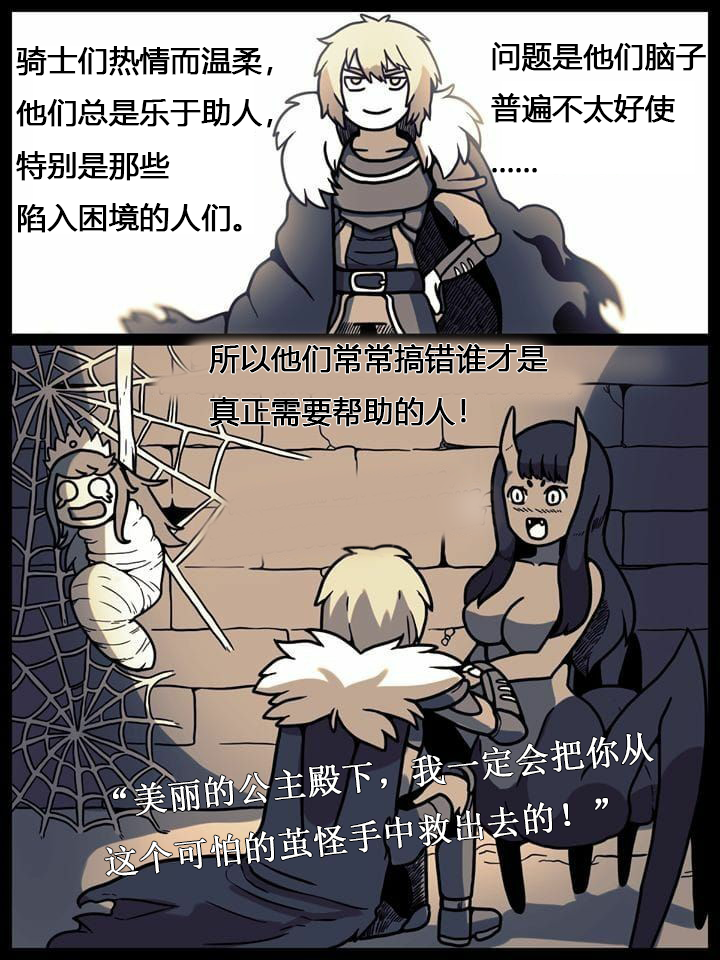 骑士们热情而温柔，
他们总是乐于助人，
特别是那些
陷入困境的人们。
问题是他们脑子
普遍不太好使
......
所以他们常常搞错谁才是
真正需要帮助的人！
“美丽的公主殿下，我一定会把你从
这个可怕的茧怪手中救出去的！”